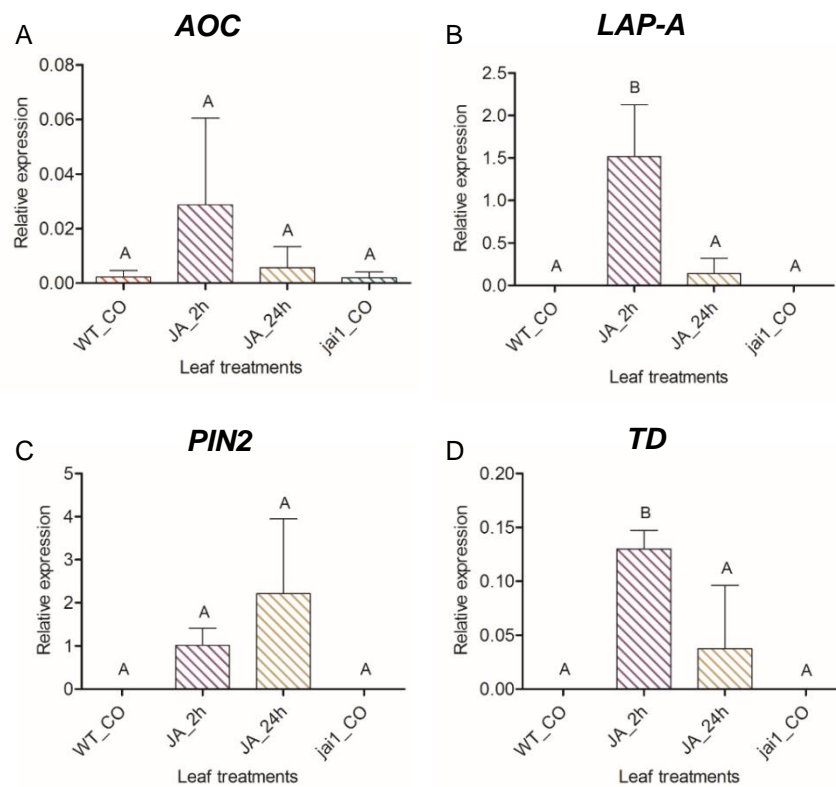 A
AOC
0.08
0.06
0.04
0.02
0.00
Relative expression
A
A
A
A
WT_CO
JA_2h
JA_24h
jai1_CO
Leaf treatments
B
LAP-A
2.5
2.0
1.5
1.0
0.5
0.0
Relative expression
A
B
A
A
WT_CO
JA_2h
JA_24h
jai1_CO
Leaf treatments
C
PIN2
5
4
3
2
1
0
Relative expression
A
A
A
A
WT_CO
JA_2h
JA_24h
jai1_CO
Leaf treatments
D
TD
0.20
0.15
0.10
0.05
0.00
Relative expression
A
B
A
A
WT_CO
JA_2h
JA_24h
jai1_CO
Leaf treatments